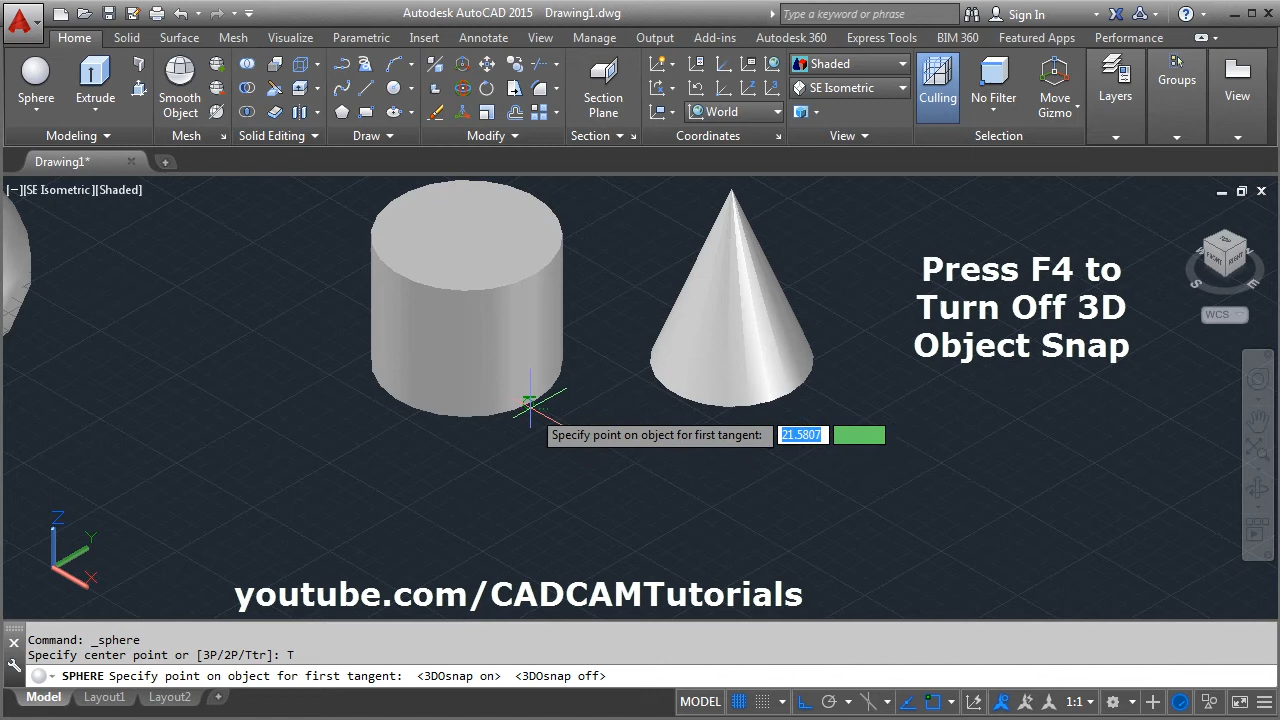 Autodesk AutoCAD 2015 Drawing1.dwg
Type a keyword or phrase
Sign In
Home Solid Surface Mesh Visualize Parametric Insert Annotate View Manage Output Add-ins Autodesk 360 Express Tools BIM 360 Featured Apps Performance
Sphere
Extrude
Smooth
Object
Section
Plane
World
Shaded
SE Isometric
Culling
No Filter
Move
Gizmo
Layers
Groups
View
Modeling Mesh Solid Editing Draw Modify Section Coordinates View Selection
Drawing1*
[−][SE Isometric][Shaded]
TOP
FRONT
RIGHT
S
E
WCS
Press F4 to
Turn Off 3D
Object Snap
Specify point on object for first tangent: 21.5807
Z
Y
X
youtube.com/CADCAMTutorials
Command: _sphere
Specify center point or [3P/2P/Ttr]: T
SPHERE Specify point on object for first tangent: <3DOsnap on> <3DOsnap off>
Model Layout1 Layout2
MODEL
1:1